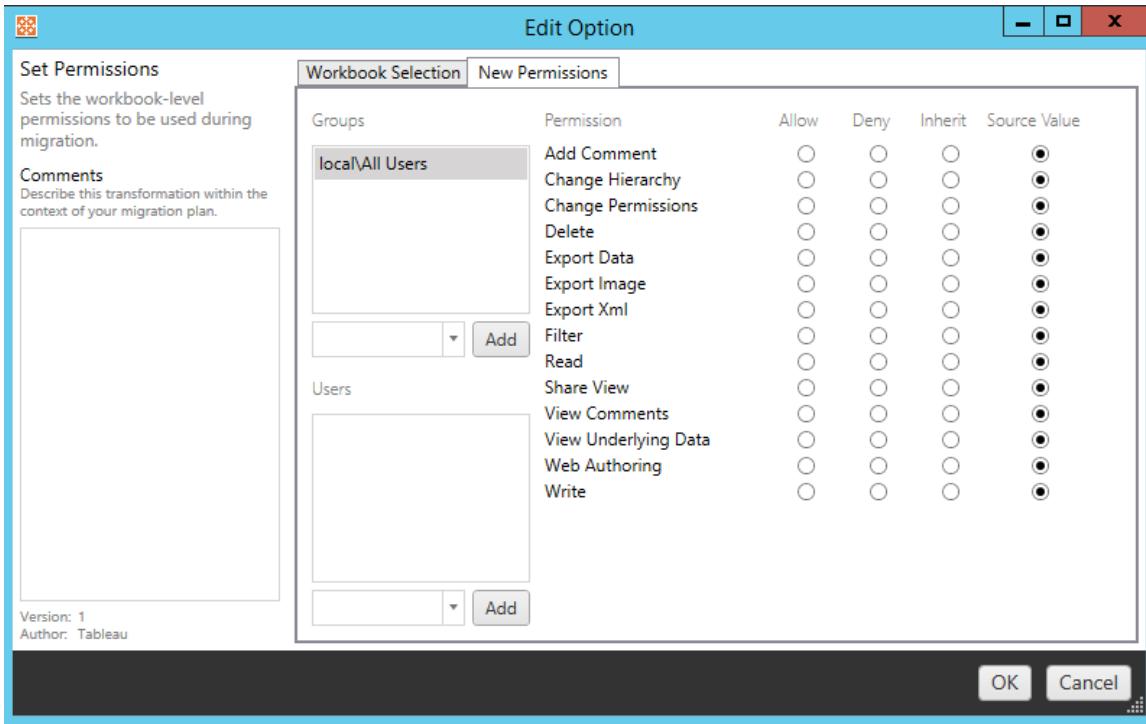 Edit Option
Set Permissions
Sets the workbook-level
permissions to be used during
migration.
Comments
Describe this transformation within the
context of your migration plan.
Version: 1
Author: Tableau
Workbook Selection
New Permissions
Groups
local\All Users
Add
Users
Add
Permission Allow Deny Inherit Source Value
Add Comment
Change Hierarchy
Change Permissions
Delete
Export Data
Export Image
Export Xml
Filter
Read
Share View
View Comments
View Underlying Data
Web Authoring
Write
OK
Cancel